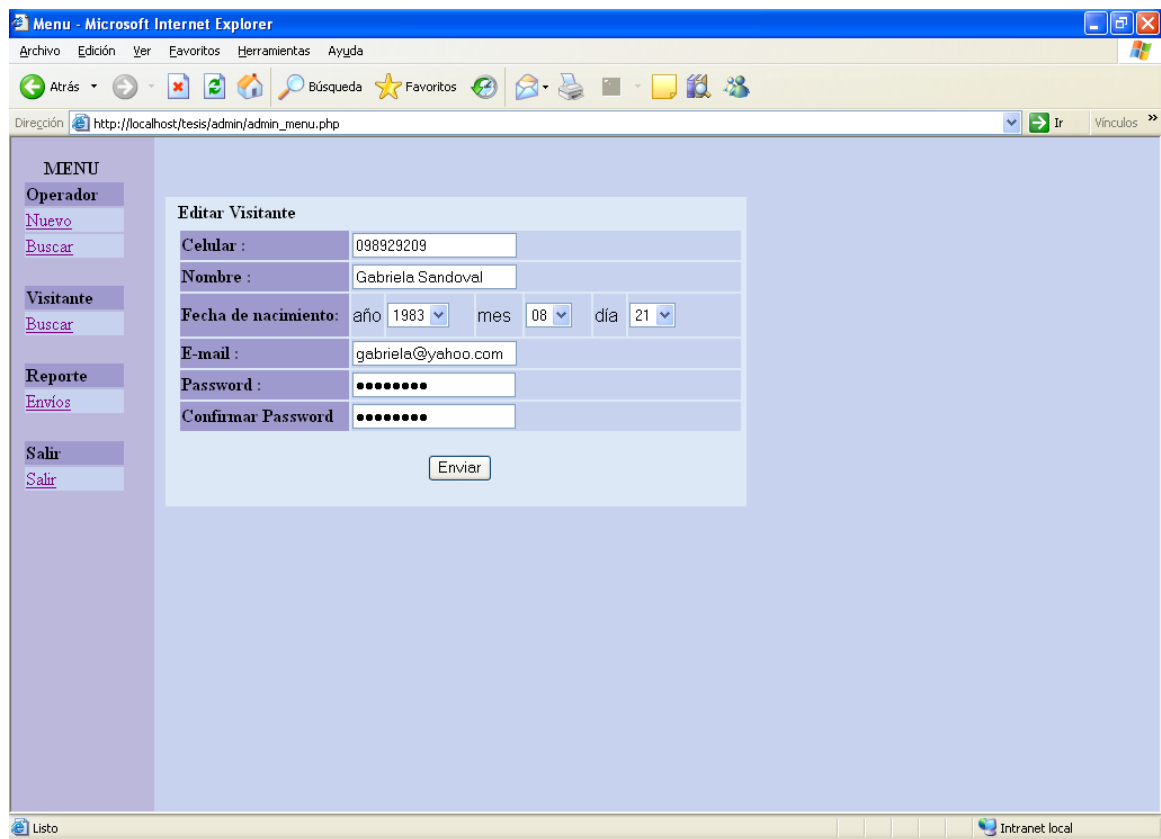 Menu - Microsoft Internet Explorer
Archivo Edición Ver Favoritos Herramientas Ayuda
Atrás Búsqueda Favoritos
Dirección http://localhost/tesis/admin/admin_menu.php Ir Vínculos »
MENU
Operador
Nuevo
Buscar
Visitante
Buscar
Reporte
Envíos
Salir
Salir
Editar Visitante
Celular : 098929209
Nombre : Gabriela Sandoval
Fecha de nacimiento: año 1983 mes 08 día 21
E-mail : gabriela@yahoo.com
Password : ●●●●●●●●
Confirmar Password ●●●●●●●●
Enviar
Listo Intranet local